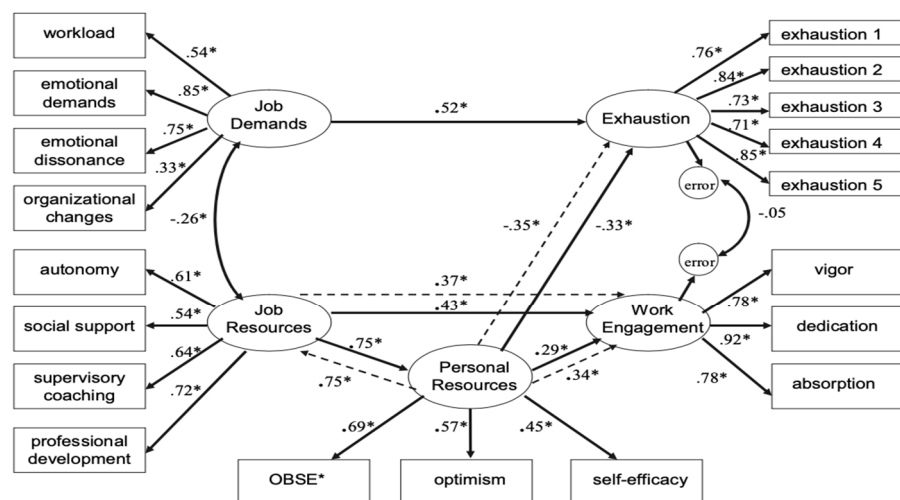 workload
emotional
demands
emotional
dissonance
organizational
changes
autonomy
social support
supervisory
coaching
professional
development
.54*
.85*
.75*
.33*
Job
Demands
-.26*
.61*
.54*
.64*
.72*
Job
Resources
.52*
-.35*
-.33*
.37*
.43*
.75*
.75*
Personal
Resources
.29*
.34*
.69*
.57*
.45*
OBSE*
optimism
self-efficacy
Exhaustion
.76*
.84*
.73*
.71*
.85*
exhaustion 1
exhaustion 2
exhaustion 3
exhaustion 4
exhaustion 5
error
-.05
error
Work
Engagement
.78*
.92*
.78*
vigor
dedication
absorption